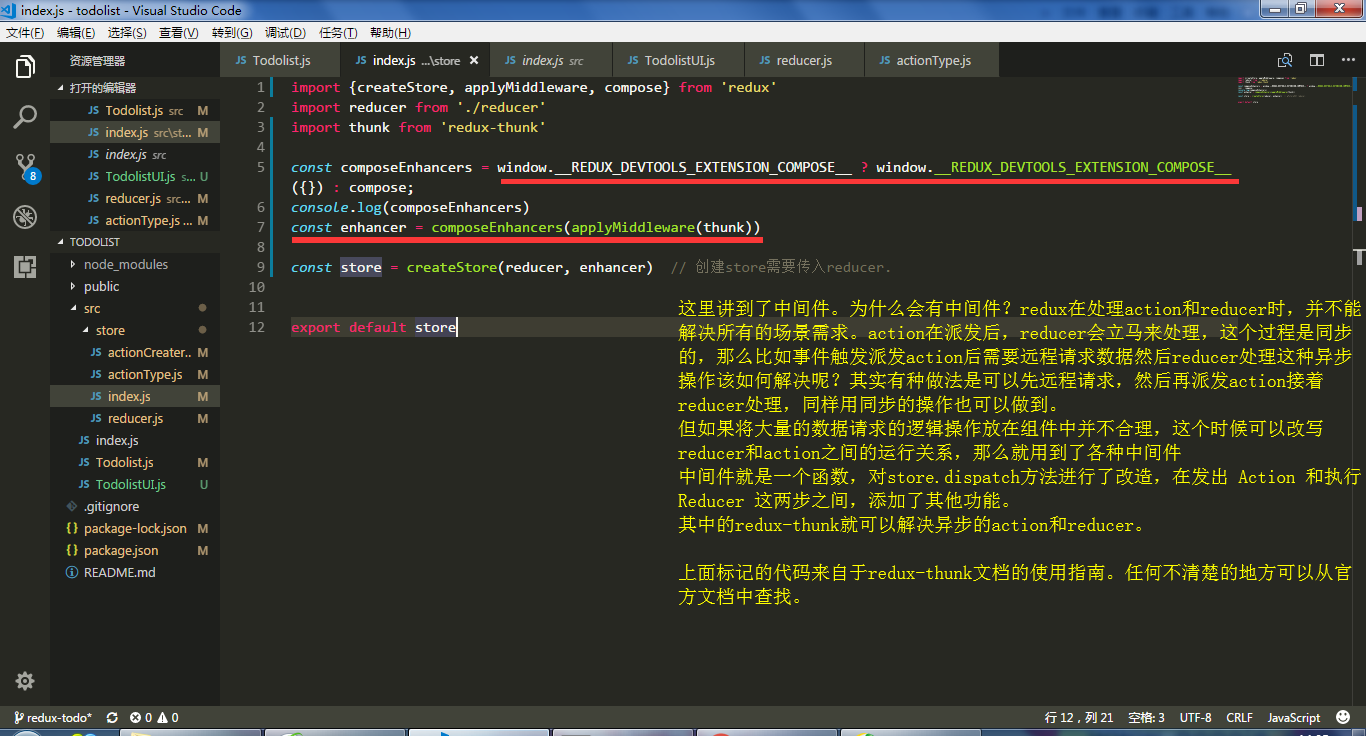 index.js - todolist - Visual Studio Code
文件(F) 编辑(E) 选择(S) 查看(V) 转到(G) 调试(D) 任务(T) 帮助(H)
资源管理器
JS Todolist.js JS index.js ...\store × JS index.js src JS TodolistUI.js JS reducer.js JS actionType.js
打开的编辑器
JS Todolist.js src M
JS index.js src\st... M
JS index.js src
JS TodolistUI.js s... U
JS reducer.js src... M
JS actionType.js ... M
TODOLIST
node_modules
public
src
store
JS actionCreater.. M
JS actionType.js M
JS index.js M
JS reducer.js M
JS index.js
JS Todolist.js M
JS TodolistUI.js U
.gitignore
{} package-lock.json M
{} package.json M
README.md
8
1 import {createStore, applyMiddleware, compose} from 'redux'
2 import reducer from './reducer'
3 import thunk from 'redux-thunk'
4
5 const composeEnhancers = window.__REDUX_DEVTOOLS_EXTENSION_COMPOSE__ ? window.__REDUX_DEVTOOLS_EXTENSION_COMPOSE__
({}) : compose;
6 console.log(composeEnhancers)
7 const enhancer = composeEnhancers(applyMiddleware(thunk))
8
9 const store = createStore(reducer, enhancer) // 创建store需要传入reducer.
10
11
12 export default store
这里讲到了中间件。为什么会有中间件？redux在处理action和reducer时，并不能
解决所有的场景需求。action在派发后，reducer会立马来处理，这个过程是同步
的，那么比如事件触发派发action后需要远程请求数据然后reducer处理这种异步
操作该如何解决呢？其实有种做法是可以先远程请求，然后再派发action接着
reducer处理，同样用同步的操作也可以做到。
但如果将大量的数据请求的逻辑操作放在组件中并不合理，这个时候可以改写
reducer和action之间的运行关系，那么就用到了各种中间件
中间件就是一个函数，对store.dispatch方法进行了改造，在发出 Action 和执行
Reducer 这两步之间，添加了其他功能。
其中的redux-thunk就可以解决异步的action和reducer。
上面标记的代码来自于redux-thunk文档的使用指南。任何不清楚的地方可以从官
方文档中查找。
redux-todo* 0 0 行 12，列 21 空格: 3 UTF-8 CRLF JavaScript